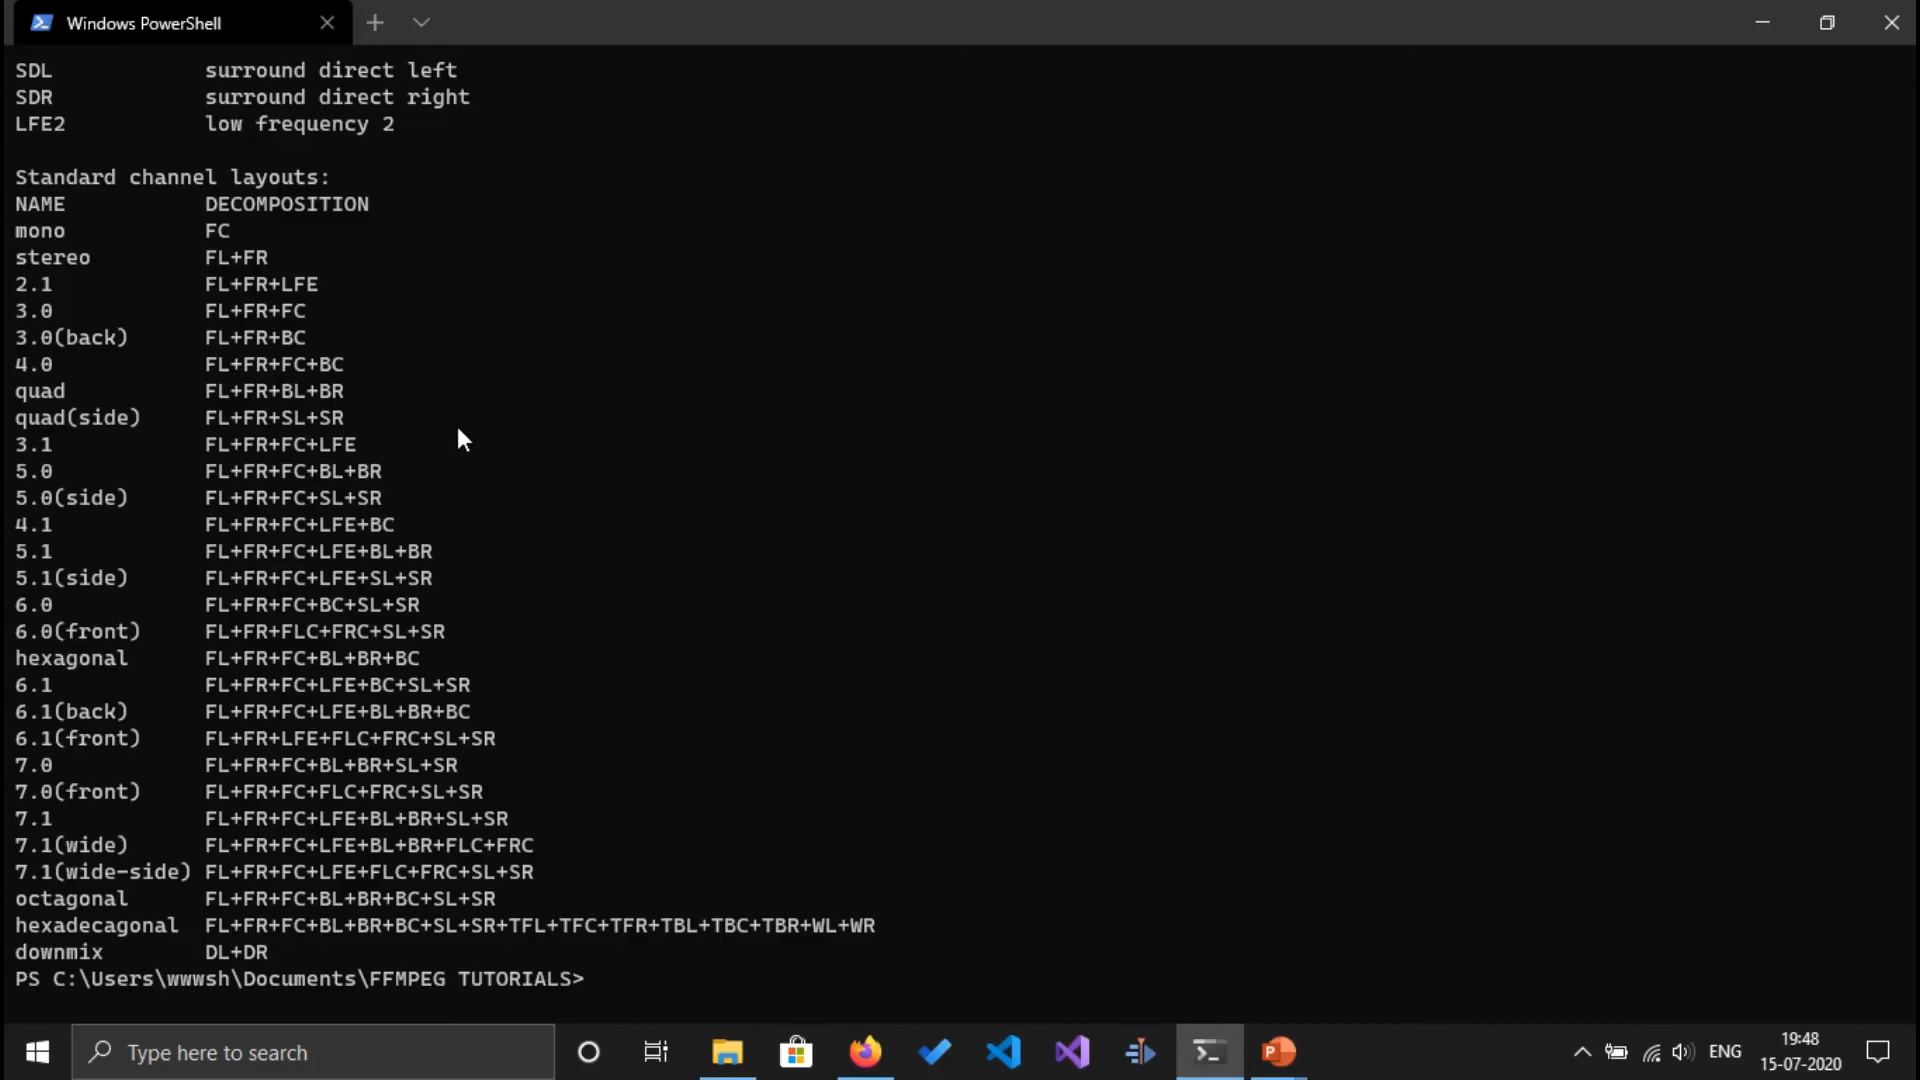 Windows PowerShell
SDL surround direct left
SDR surround direct right
LFE2 low frequency 2
Standard channel layouts:
NAME DECOMPOSITION
mono FC
stereo FL+FR
2.1 FL+FR+LFE
3.0 FL+FR+FC
3.0(back) FL+FR+BC
4.0 FL+FR+FC+BC
quad FL+FR+BL+BR
quad(side) FL+FR+SL+SR
3.1 FL+FR+FC+LFE
5.0 FL+FR+FC+BL+BR
5.0(side) FL+FR+FC+SL+SR
4.1 FL+FR+FC+LFE+BC
5.1 FL+FR+FC+LFE+BL+BR
5.1(side) FL+FR+FC+LFE+SL+SR
6.0 FL+FR+FC+BC+SL+SR
6.0(front) FL+FR+FLC+FRC+SL+SR
hexagonal FL+FR+FC+BL+BR+BC
6.1 FL+FR+FC+LFE+BC+SL+SR
6.1(back) FL+FR+FC+LFE+BL+BR+BC
6.1(front) FL+FR+LFE+FLC+FRC+SL+SR
7.0 FL+FR+FC+BL+BR+SL+SR
7.0(front) FL+FR+FC+FLC+FRC+SL+SR
7.1 FL+FR+FC+LFE+BL+BR+SL+SR
7.1(wide) FL+FR+FC+LFE+BL+BR+FLC+FRC
7.1(wide-side) FL+FR+FC+LFE+FLC+FRC+SL+SR
octagonal FL+FR+FC+BL+BR+BC+SL+SR
hexadecagonal FL+FR+FC+BL+BR+BC+SL+SR+TFL+TFC+TFR+TBL+TBC+TBR+WL+WR
downmix DL+DR
PS C:\Users\wwwsh\Documents\FFMPEG TUTORIALS>
Type here to search
ENG
19:48
15-07-2020